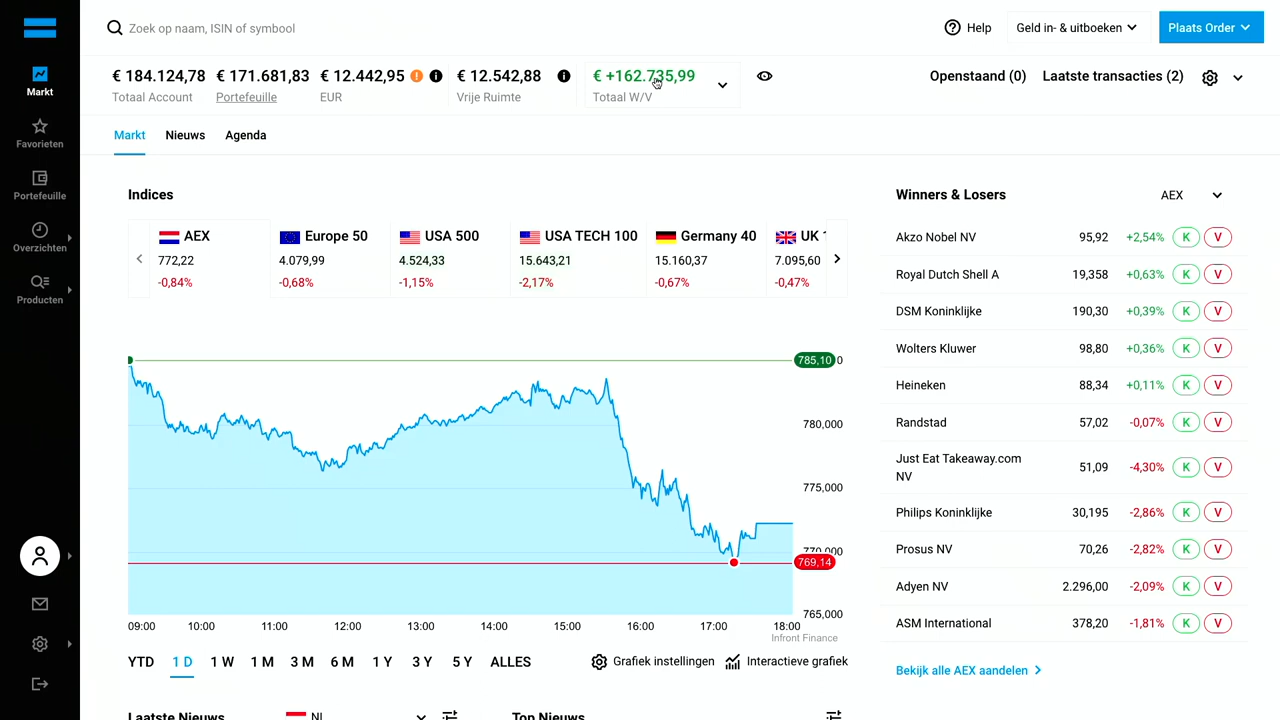 Zoek op naam, ISIN of symbool
Help
Geld in- & uitboeken
Plaats Order
€ 184.124,78
Totaal Account
€ 171.681,83
Portefeuille
€ 12.442,95
EUR
€ 12.542,88
Vrije Ruimte
€ +162.735,99
Totaal W/V
Openstaand (0)
Laatste transacties (2)
Markt
Favorieten
Portefeuille
Overzichten
Producten
Markt
Nieuws
Agenda
Indices
AEX
772,22
-0,84%
Europe 50
4.079,99
-0,68%
USA 500
4.524,33
-1,15%
USA TECH 100
15.643,21
-2,17%
Germany 40
15.160,37
-0,67%
UK 1
7.095,60
-0,47%
785,10 0
780,000
775,000
770,000
769,14
765,000
09:00 10:00 11:00 12:00 13:00 14:00 15:00 16:00 17:00 18:00
Infront Finance
YTD 1 D 1 W 1 M 3 M 6 M 1 Y 3 Y 5 Y ALLES
Grafiek instellingen
Interactieve grafiek
Laatste Nieuws
NL
Top Nieuws
Winners & Losers
AEX
Akzo Nobel NV 95,92 +2,54% K V
Royal Dutch Shell A 19,358 +0,63% K V
DSM Koninklijke 190,30 +0,39% K V
Wolters Kluwer 98,80 +0,36% K V
Heineken 88,34 +0,11% K V
Randstad 57,02 -0,07% K V
Just Eat Takeaway.com
NV 51,09 -4,30% K V
Philips Koninklijke 30,195 -2,86% K V
Prosus NV 70,26 -2,82% K V
Adyen NV 2.296,00 -2,09% K V
ASM International 378,20 -1,81% K V
Bekijk alle AEX aandelen